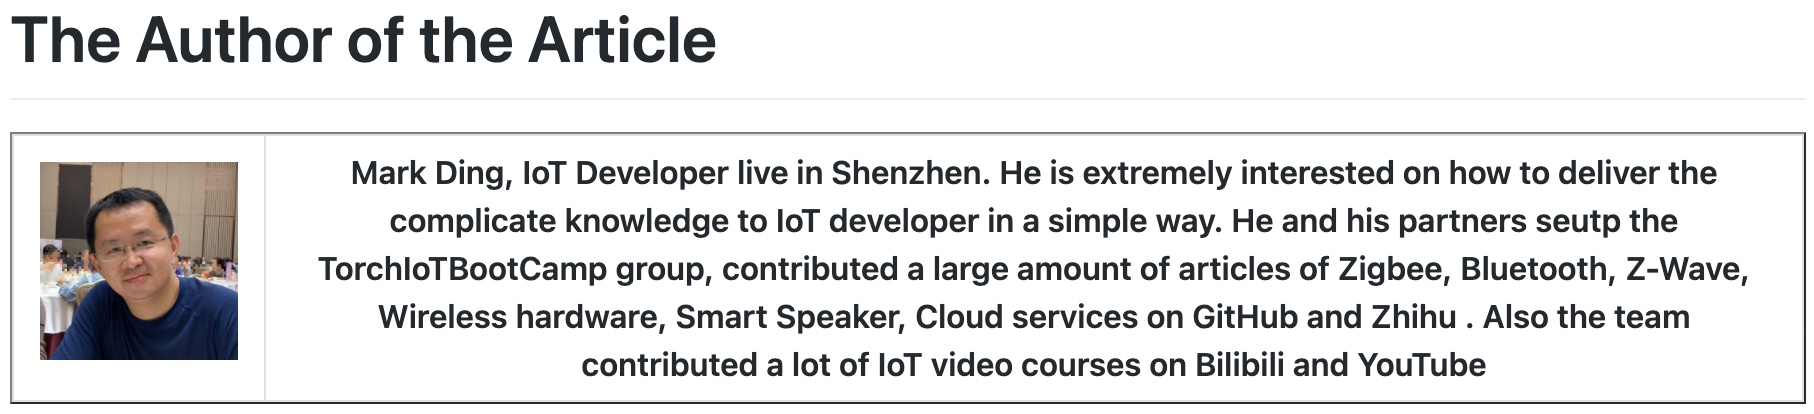 The Author of the Article
Mark Ding, IoT Developer live in Shenzhen. He is extremely interested on how to deliver the
complicate knowledge to IoT developer in a simple way. He and his partners seutp the
TorchIoTBootCamp group, contributed a large amount of articles of Zigbee, Bluetooth, Z-Wave,
Wireless hardware, Smart Speaker, Cloud services on GitHub and Zhihu . Also the team
contributed a lot of IoT video courses on Bilibili and YouTube